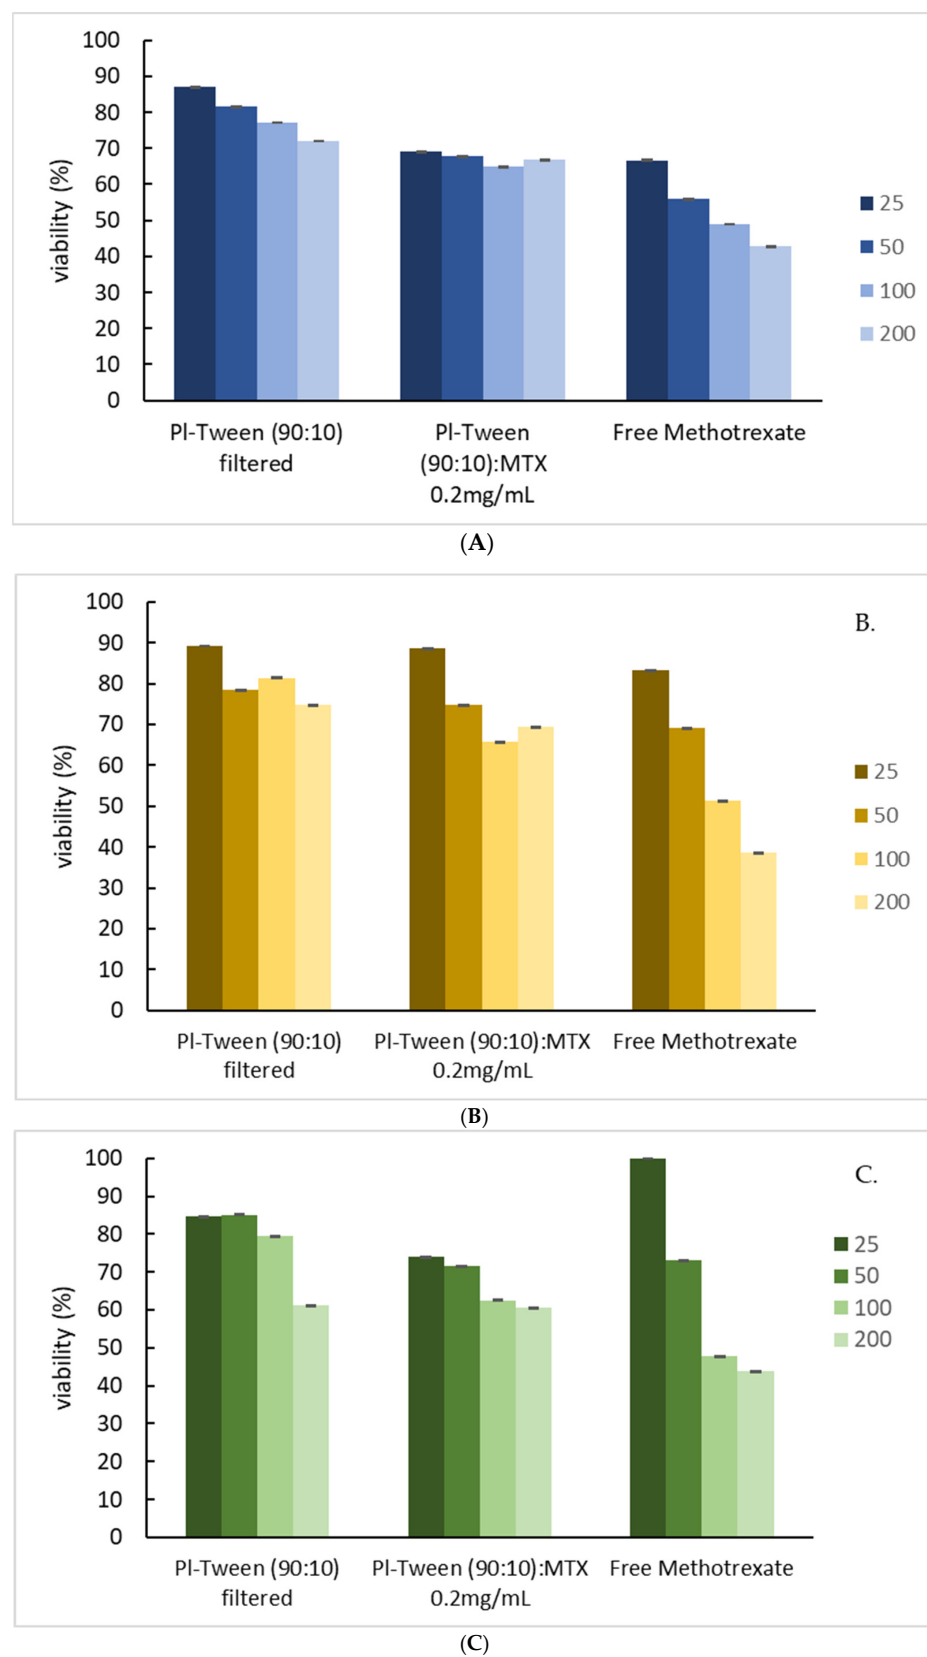 100
90
80
70
60
50
40
30
20
10
0
viability (%)
Pl-Tween (90:10)
filtered
Pl-Tween
(90:10):MTX
0.2mg/mL
Free Methotrexate
25
50
100
200
(A)
B.
100
90
80
70
60
50
40
30
20
10
0
viability (%)
Pl-Tween (90:10)
filtered
Pl-Tween (90:10):MTX
0.2mg/mL
Free Methotrexate
25
50
100
200
(B)
C.
100
90
80
70
60
50
40
30
20
10
0
viability (%)
Pl-Tween (90:10)
filtered
Pl-Tween (90:10):MTX
0.2mg/mL
Free Methotrexate
25
50
100
200
(C)